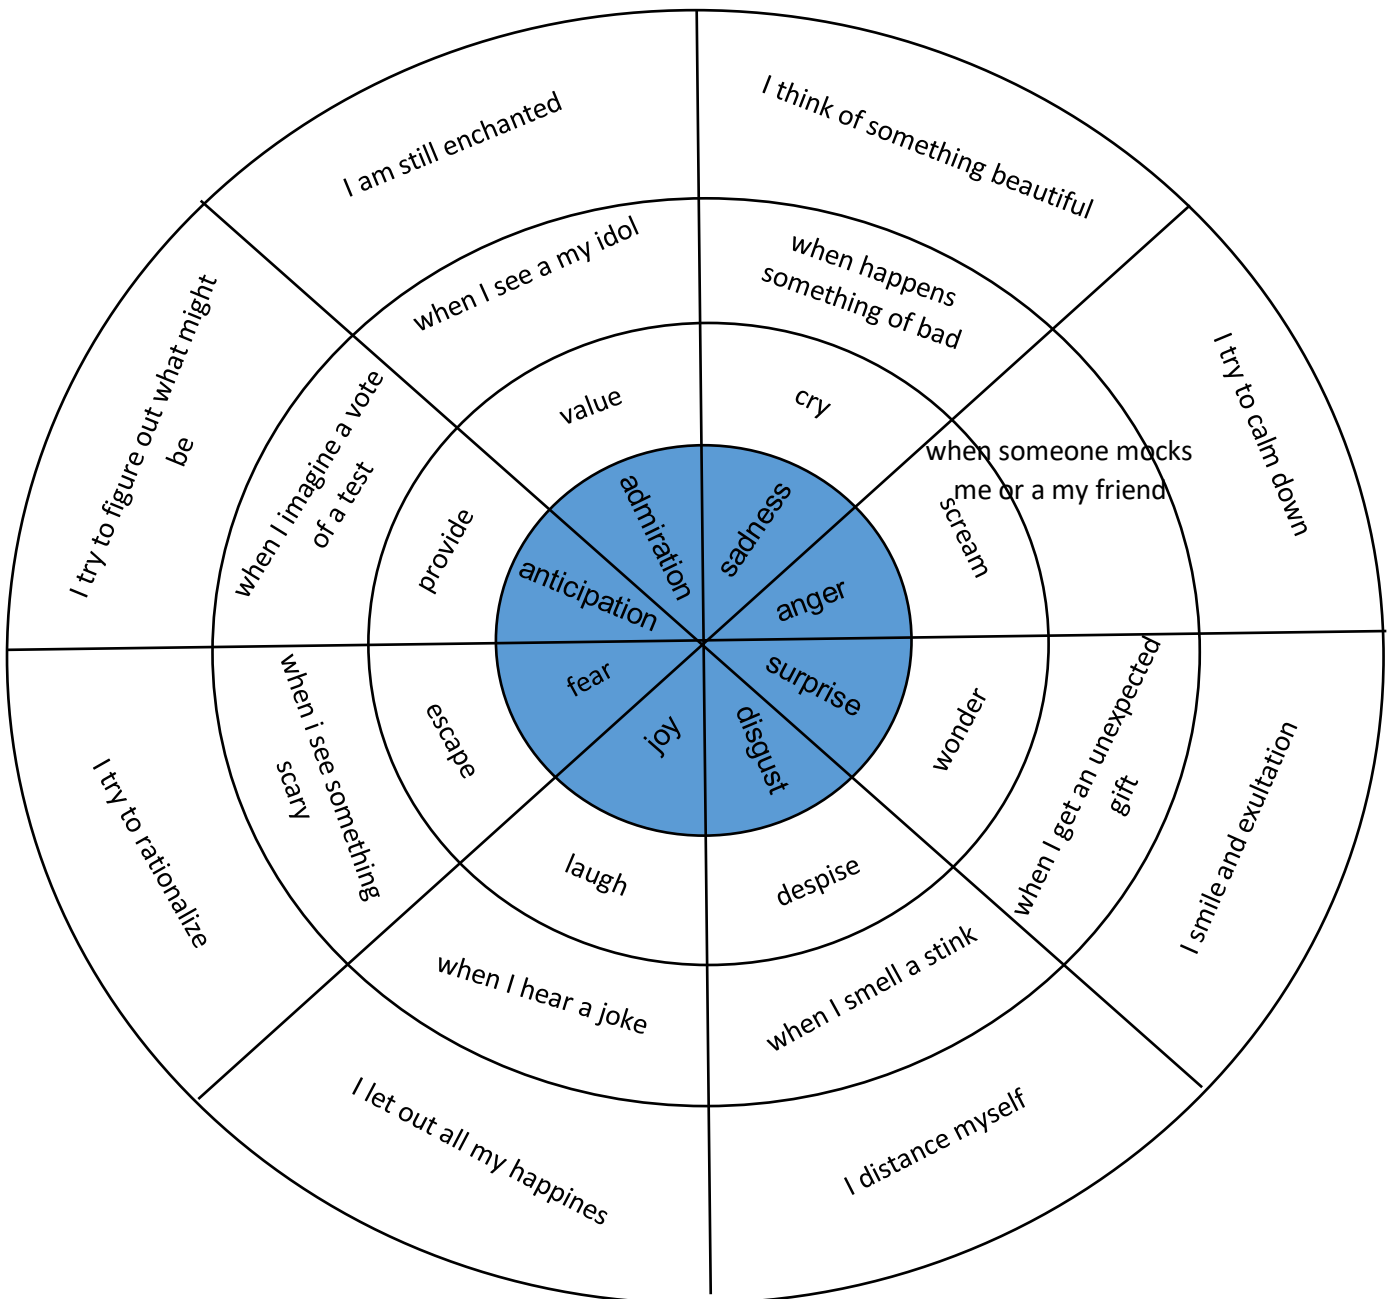 I am still enchanted
I think of something beautiful
when I see a my idol
when happens
something of bad
I try to figure out what might
be
when I imagine a vote
of a test
value
cry
when someone mocks
me or a my friend
I try to calm down
provide
scream
admiration
sadness
anticipation
anger
fear
surprise
joy
disgust
escape
wonder
when i see something
scary
when I get an unexpected
gift
I try to rationalize
I smile and exultation
laugh
despise
when I hear a joke
when I smell a stink
I let out all my happines
I distance myself